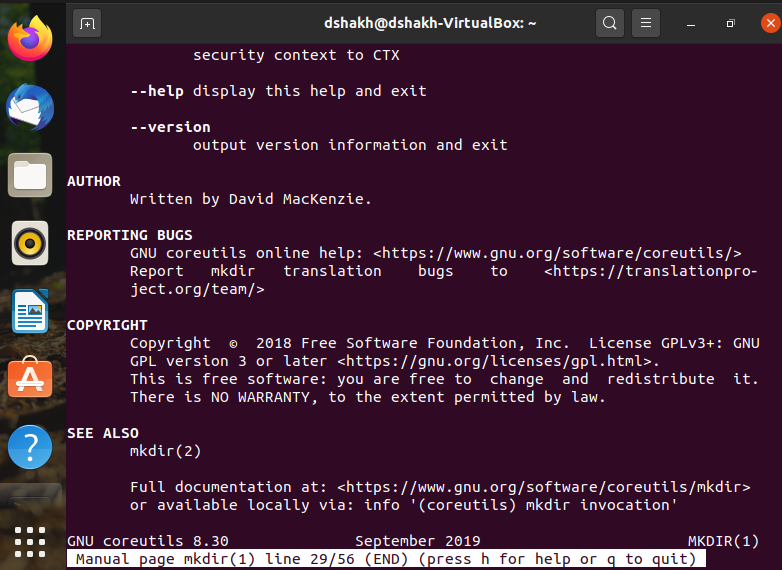 dshakh@dshakh-VirtualBox: ~
security context to CTX
--help display this help and exit
--version
output version information and exit
AUTHOR
Written by David MacKenzie.
REPORTING BUGS
GNU coreutils online help: <https://www.gnu.org/software/coreutils/>
Report mkdir translation bugs to <https://translationpro-
ject.org/team/>
COPYRIGHT
Copyright © 2018 Free Software Foundation, Inc. License GPLv3+: GNU
GPL version 3 or later <https://gnu.org/licenses/gpl.html>.
This is free software: you are free to change and redistribute it.
There is NO WARRANTY, to the extent permitted by law.
SEE ALSO
mkdir(2)
Full documentation at: <https://www.gnu.org/software/coreutils/mkdir>
or available locally via: info '(coreutils) mkdir invocation'
GNU coreutils 8.30 September 2019 MKDIR(1)
Manual page mkdir(1) line 29/56 (END) (press h for help or q to quit)